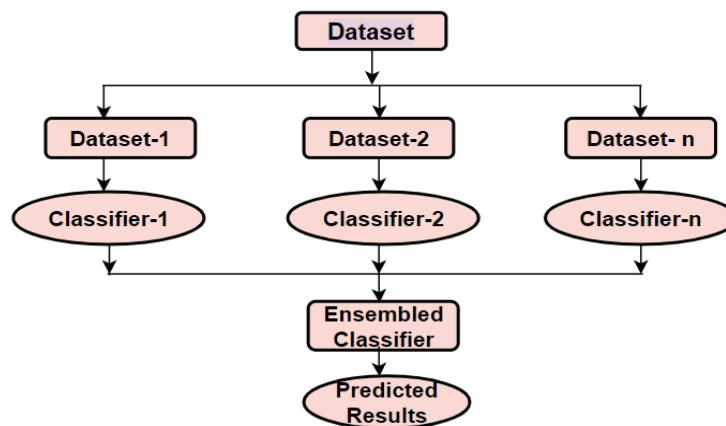 Dataset
Dataset-1
Dataset-2
Dataset- n
Classifier-1
Classifier-2
Classifier-n
Ensembled
Classifier
Predicted
Results